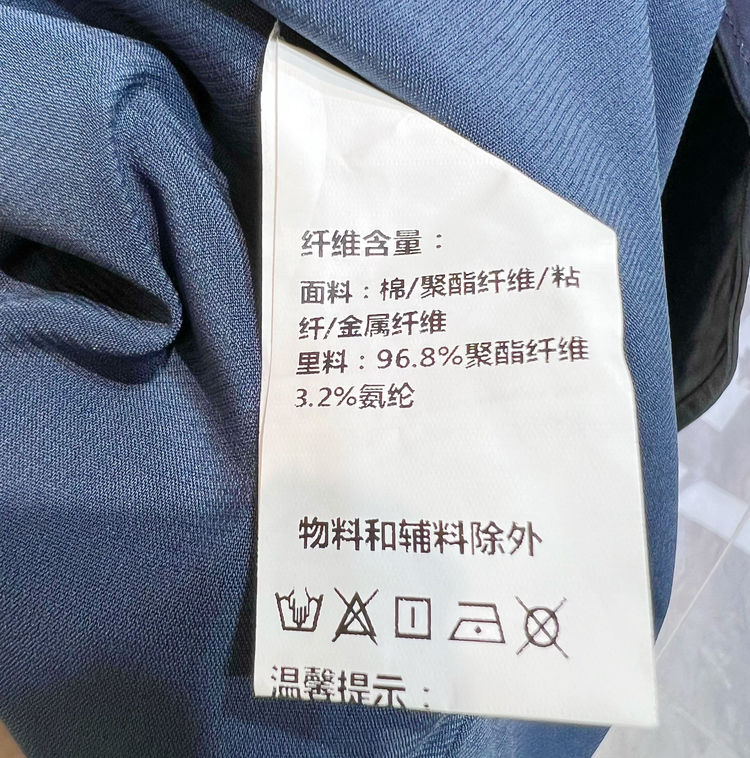 纤维含量：
面料：棉/聚酯纤维/粘
纤/金属纤维
里料：96.8%聚酯纤维
3.2%氨纶
物料和辅料除外
温馨提示：